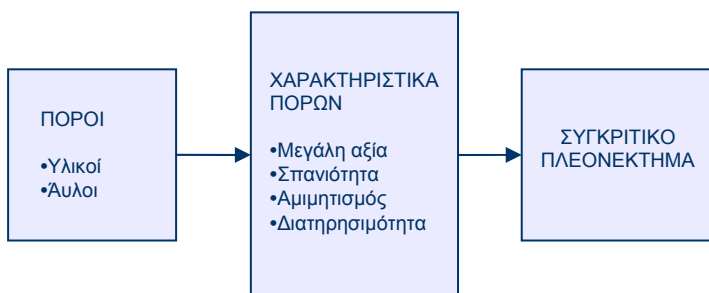 ΠΟΡΟΙ
•Υλικοί
•Άυλοι
ΧΑΡΑΚΤΗΡΙΣΤΙΚΑ
ΠΟΡΩΝ
•Μεγάλη αξία
•Σπανιότητα
•Αμιμητισμός
•Διατηρησιμότητα
ΣΥΓΚΡΙΤΙΚΟ
ΠΛΕΟΝΕΚΤΗΜΑ